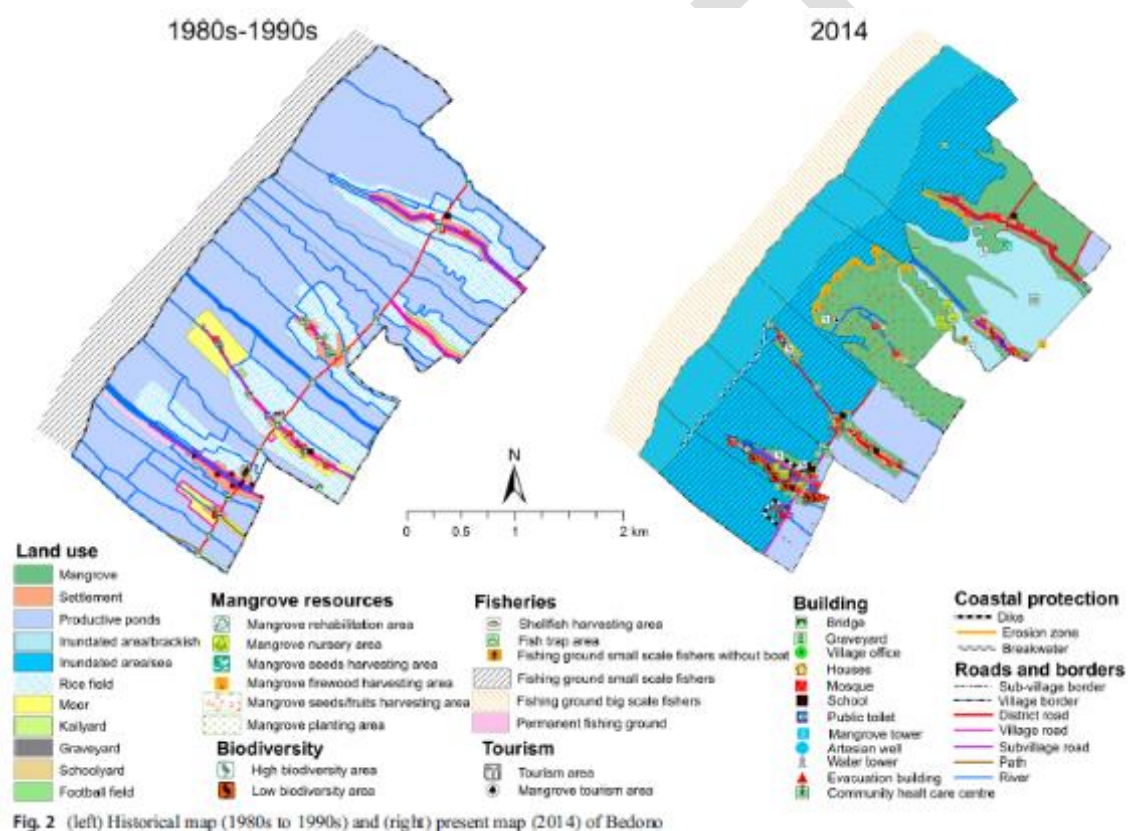 1980s-1990s
2014
N
0 0.5 1 2 km
Land use
Mangrove
Settlement
Productive ponds
Inundated area/brackish
Inundated area/sea
Rice field
Moor
Kailyard
Graveyard
Schoolyard
Football field
Mangrove resources
Mangrove rehabilitation area
Mangrove nursery area
Mangrove seeds harvesting area
Mangrove firewood harvesting area
Mangrove seeds/fruits harvesting area
Mangrove planting area
Biodiversity
High biodiversity area
Low biodiversity area
Fisheries
Shellfish harvesting area
Fish trap area
Fishing ground small scale fishers without boat
Fishing ground small scale fishers
Fishing ground big scale fishers
Permanent fishing ground
Tourism
Tourism area
Mangrove tourism area
Building
Bridge
Graveyard
Village office
Houses
Mosque
School
Public toilet
Mangrove tower
Artesian well
Water tower
Evacuation building
Community healt care centre
Coastal protection
Dike
Erosion zone
Breakwater
Roads and borders
Sub-village border
Village border
District road
Village road
Subvillage road
Path
River
Fig. 2 (left) Historical map (1980s to 1990s) and (right) present map (2014) of Bedono